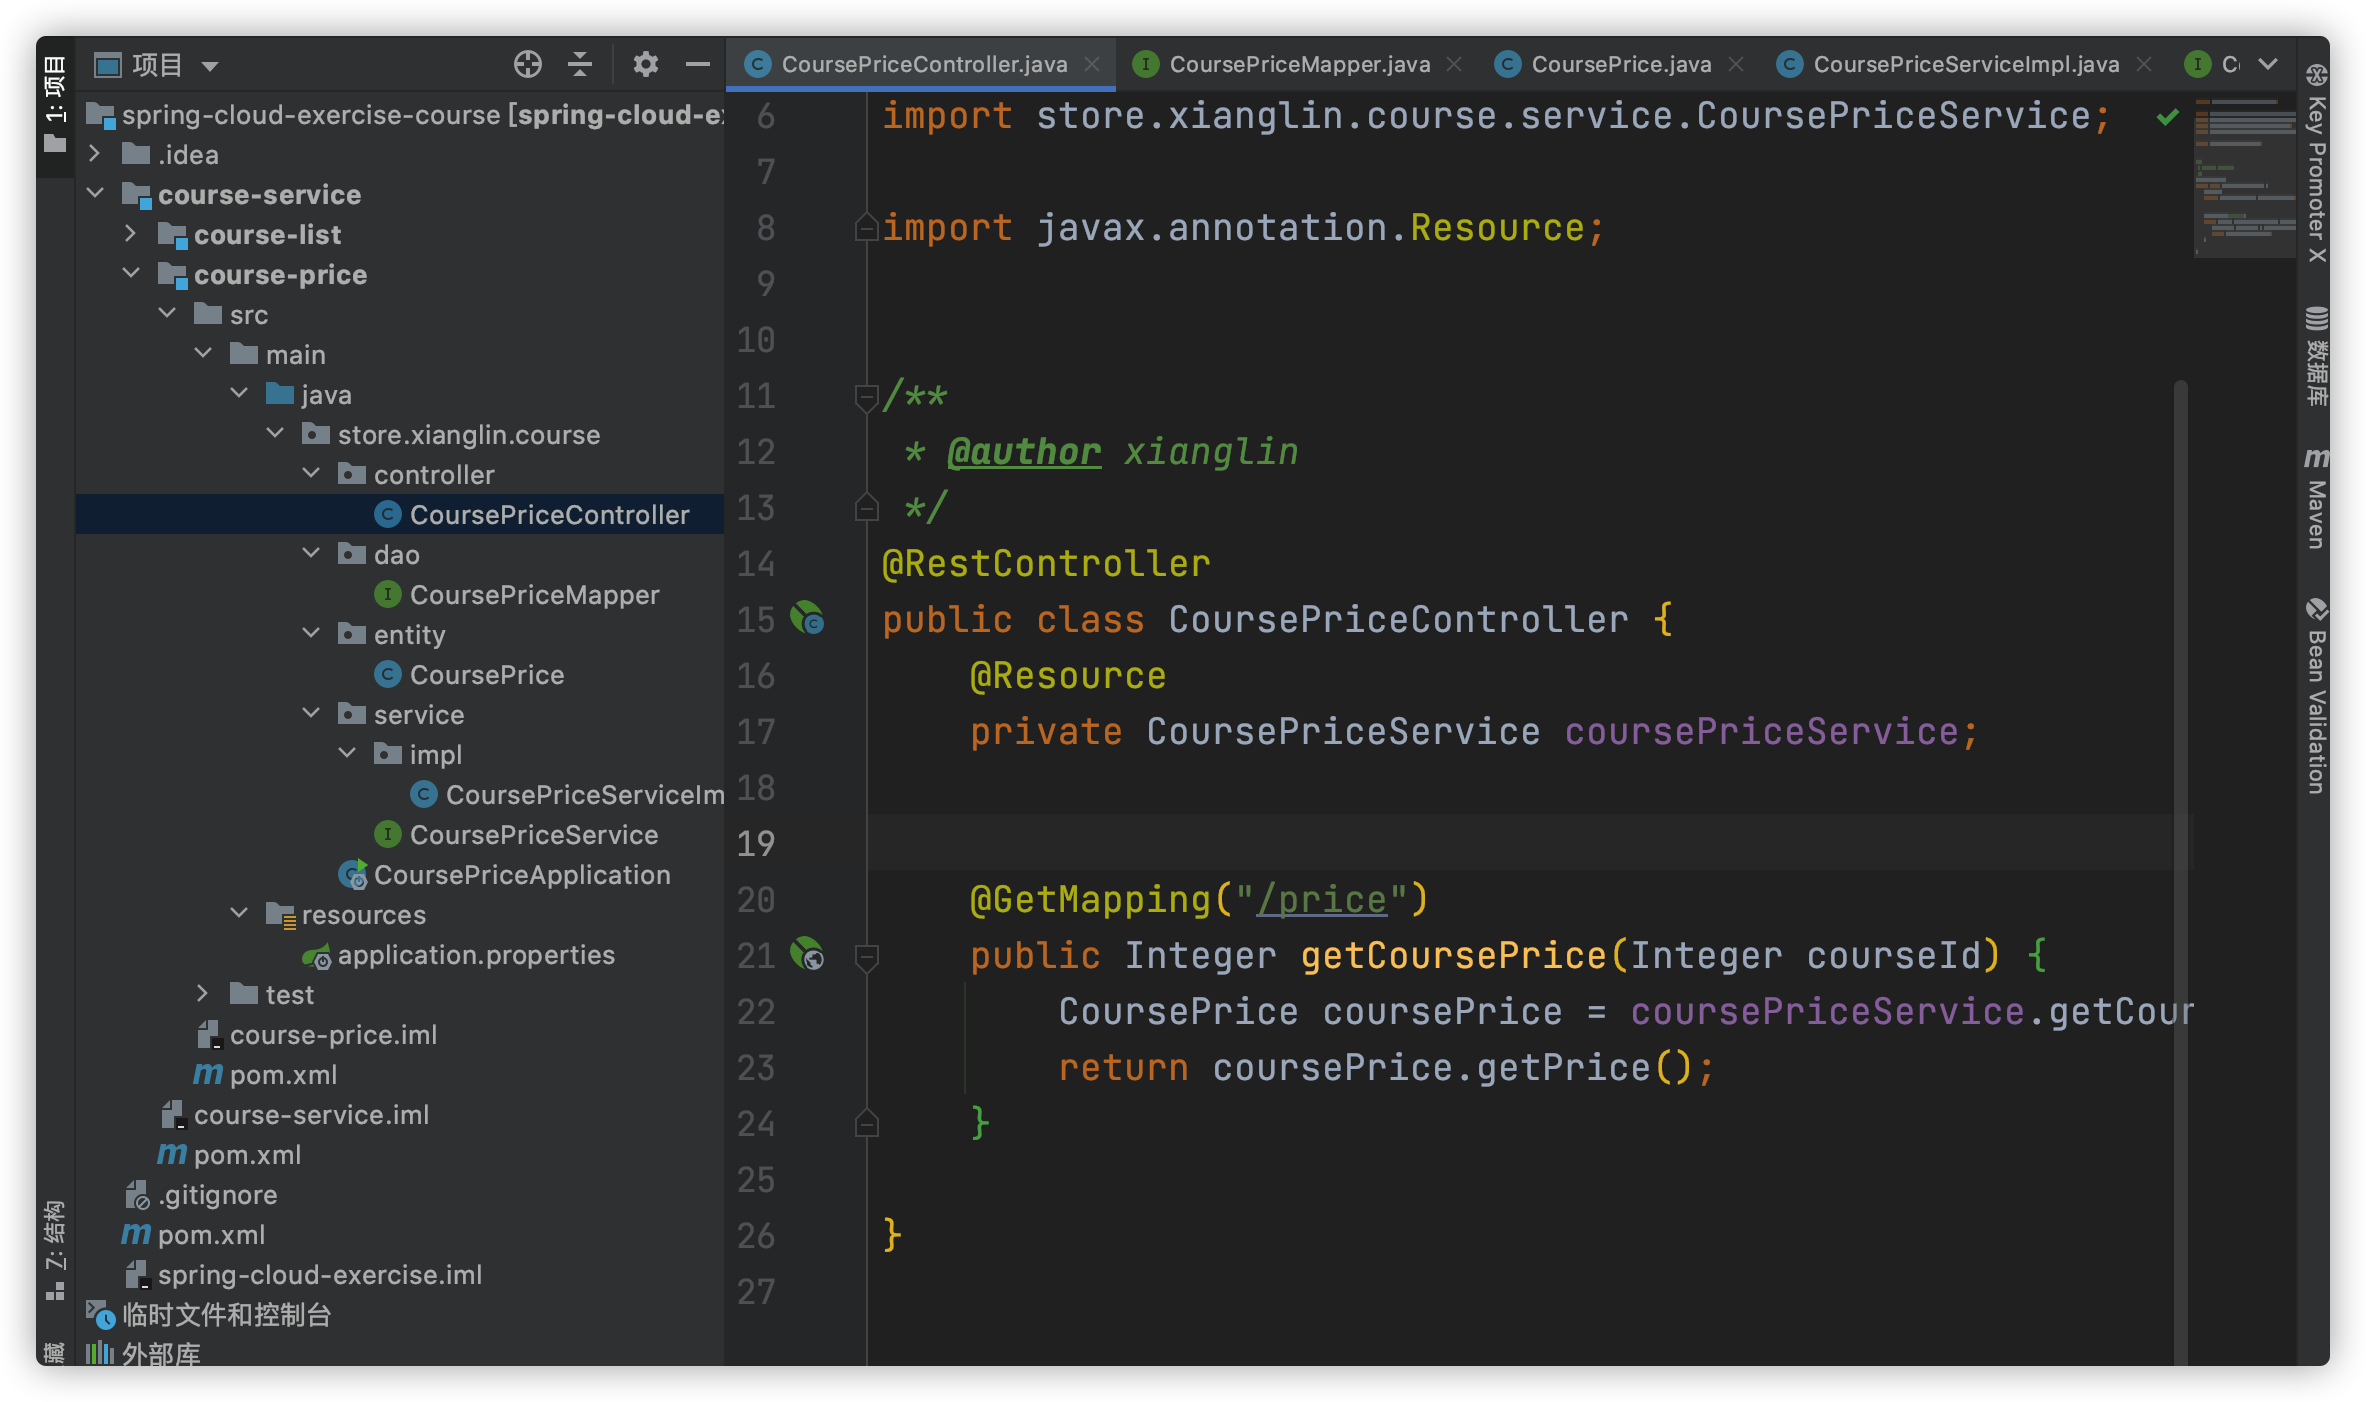 1: 项目
项目
spring-cloud-exercise-course [spring-cloud-ex
.idea
course-service
course-list
course-price
src
main
java
store.xianglin.course
controller
CoursePriceController
dao
CoursePriceMapper
entity
CoursePrice
service
impl
CoursePriceServiceIm
CoursePriceService
CoursePriceApplication
resources
application.properties
test
course-price.iml
pom.xml
course-service.iml
pom.xml
.gitignore
pom.xml
spring-cloud-exercise.iml
临时文件和控制台
外部库
Z: 结构
藏
CoursePriceController.java
CoursePriceMapper.java
CoursePrice.java
CoursePriceServiceImpl.java
6 import store.xianglin.course.service.CoursePriceService;
7
8 import javax.annotation.Resource;
9
10
11 /**
12 * @author xianglin
13 */
14 @RestController
15 public class CoursePriceController {
16 @Resource
17 private CoursePriceService coursePriceService;
18
19
20 @GetMapping("/price")
21 public Integer getCoursePrice(Integer courseId) {
22 CoursePrice coursePrice = coursePriceService.getCour
23 return coursePrice.getPrice();
24 }
25
26 }
27
Key Promoter X
数据库
m Maven
Bean Validation